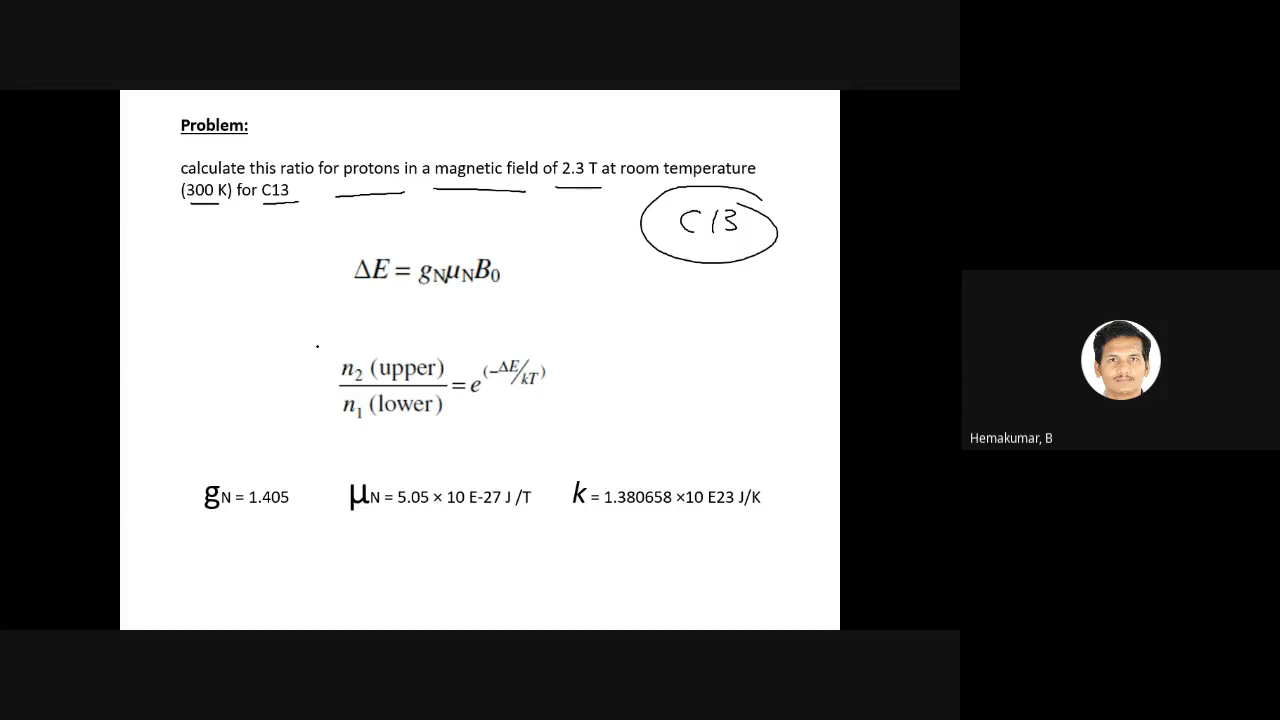 Problem:
calculate this ratio for protons in a magnetic field of 2.3 T at room temperature
(300 K) for C13
C13
ΔE = gNμNB0
n2 (upper)
n1 (lower)
= e(−ΔE/kT)
gN = 1.405 μN = 5.05 × 10 E-27 J /T k = 1.380658 ×10 E23 J/K
Hemakumar, B